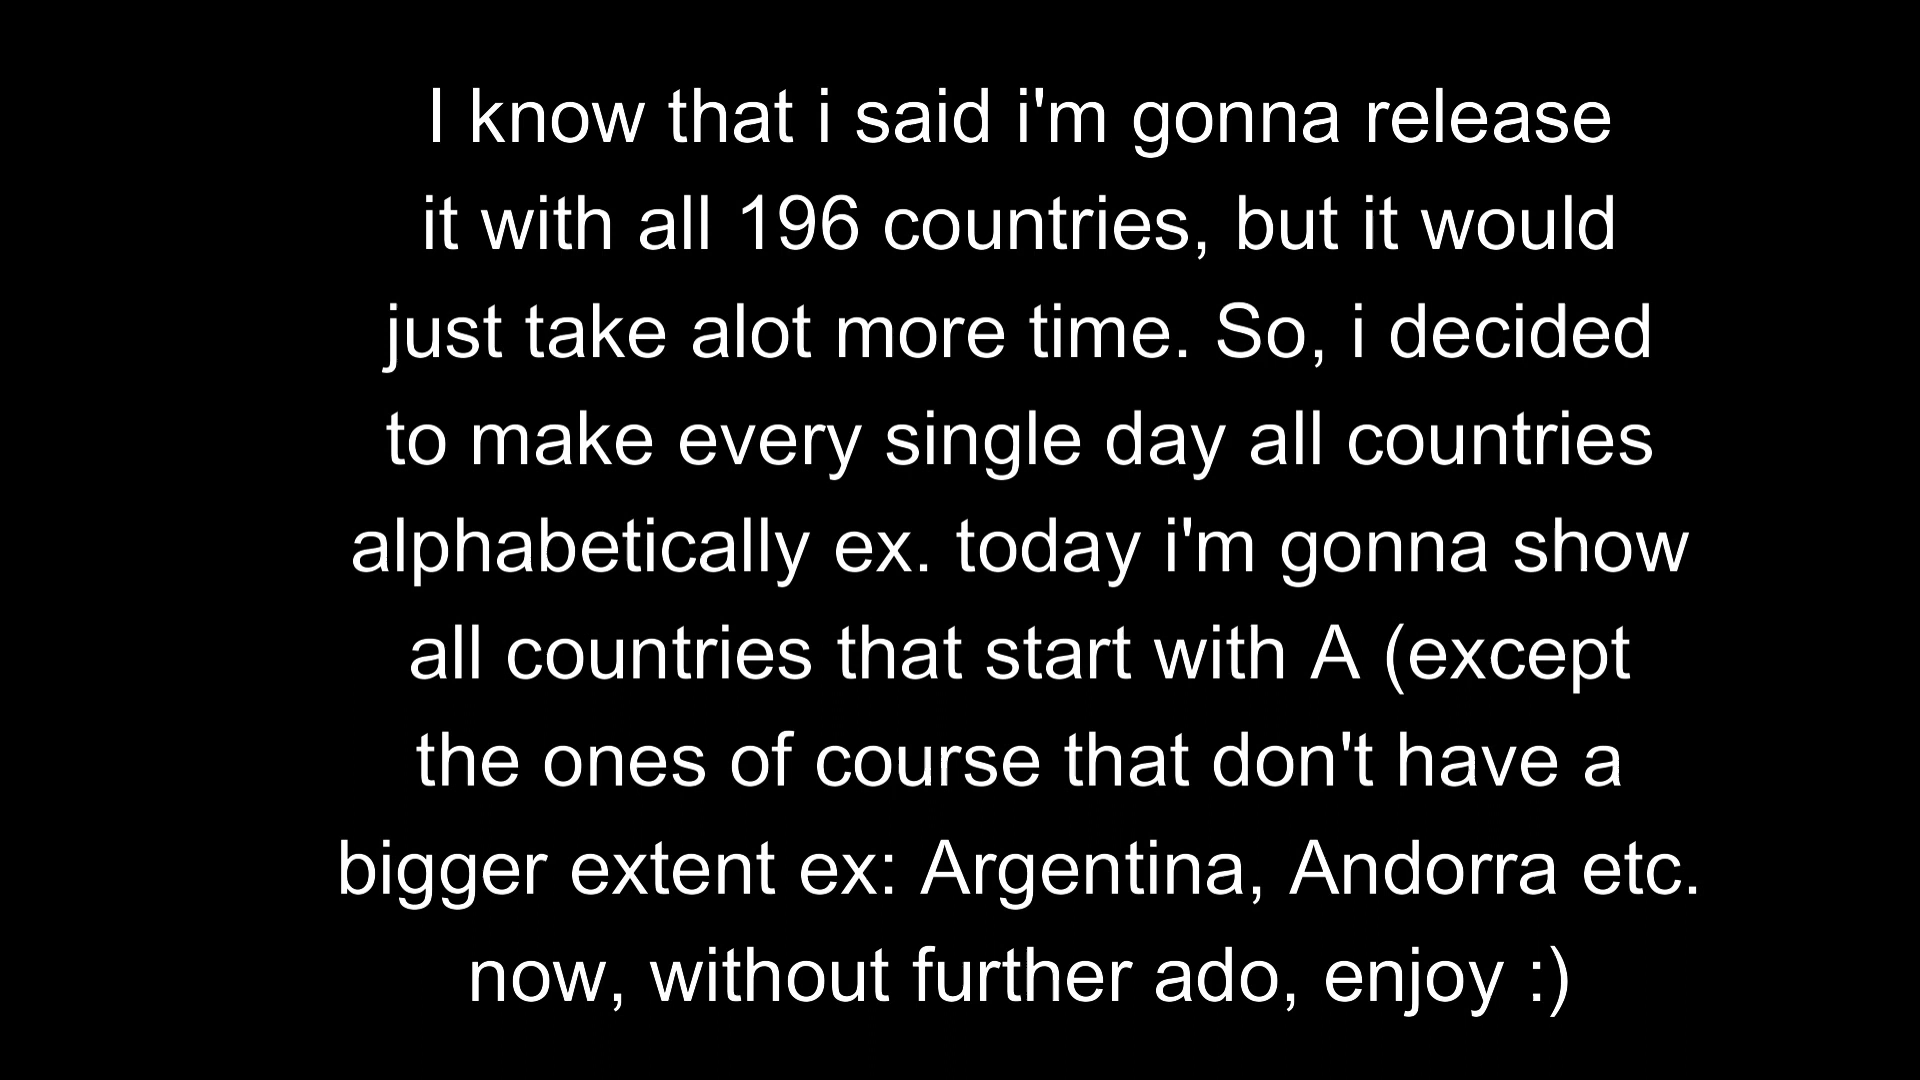 I know that i said i'm gonna release
it with all 196 countries, but it would
just take alot more time. So, i decided
to make every single day all countries
alphabetically ex. today i'm gonna show
all countries that start with A (except
the ones of course that don't have a
bigger extent ex: Argentina, Andorra etc.
now, without further ado, enjoy :)